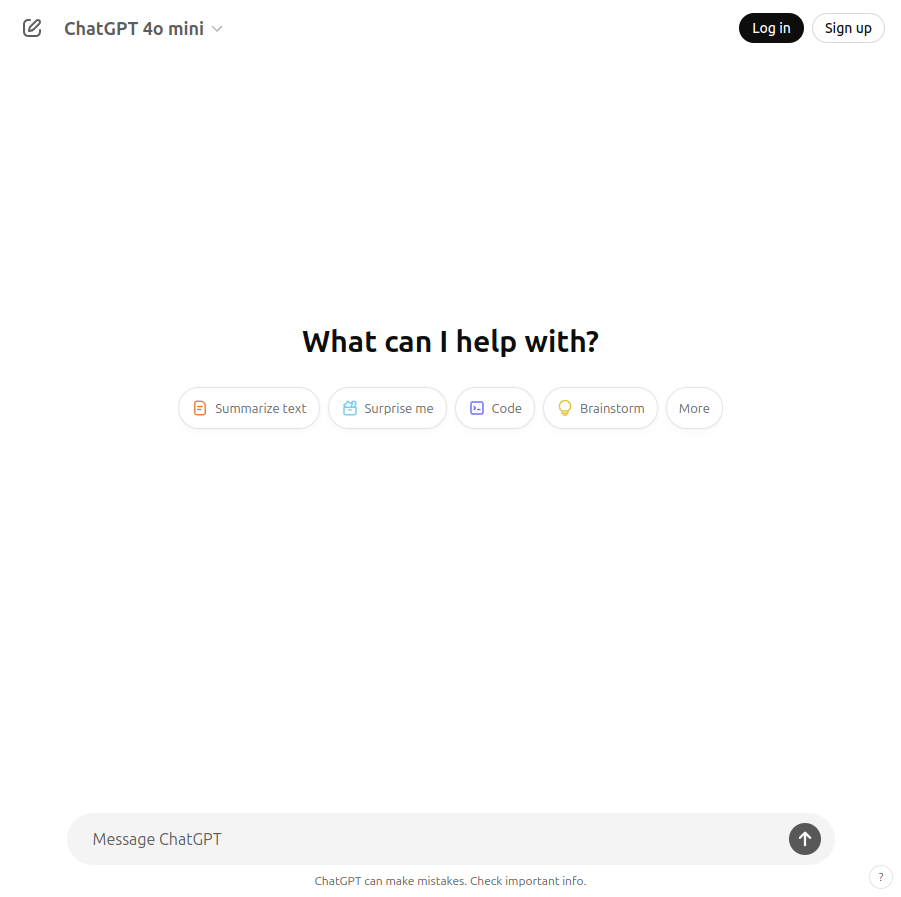 ChatGPT 4o mini
Log in
Sign up
What can I help with?
Summarize text
Surprise me
Code
Brainstorm
More
Message ChatGPT
ChatGPT can make mistakes. Check important info.
?